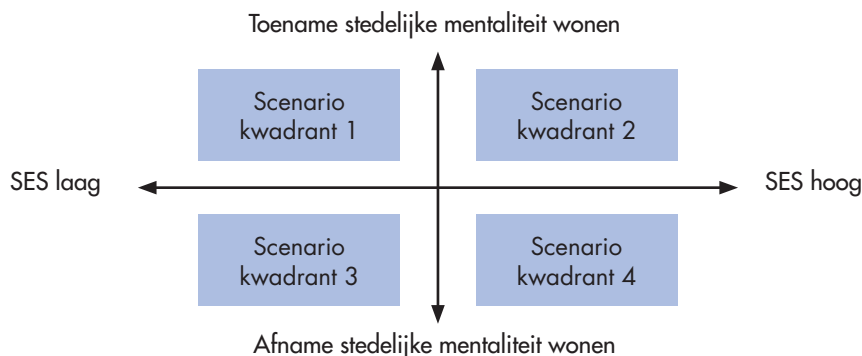 Toename stedelijke mentaliteit wonen
Scenario
kwadrant 1
Scenario
kwadrant 2
SES laag
SES hoog
Scenario
kwadrant 3
Scenario
kwadrant 4
Afname stedelijke mentaliteit wonen